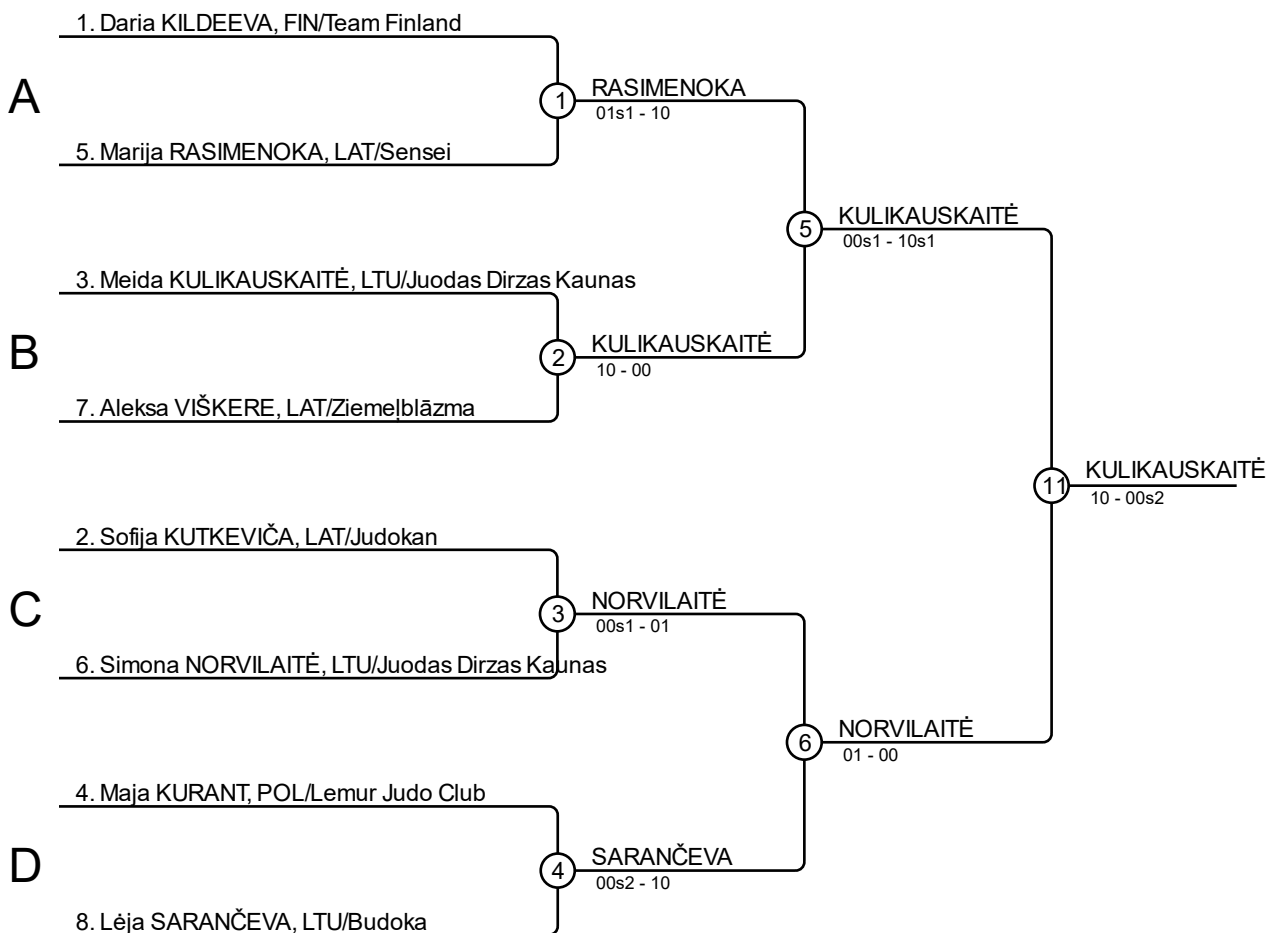 1. Daria KILDEEVA, FIN/Team Finland
A
1
RASIMENOKA
01s1 - 10
5. Marija RASIMENOKA, LAT/Sensei
5
KULIKAUSKAITĖ
00s1 - 10s1
3. Meida KULIKAUSKAITĖ, LTU/Juodas Dirzas Kaunas
B
2
KULIKAUSKAITĖ
10 - 00
7. Aleksa VIŠKERE, LAT/Ziemeļblāzma
11
KULIKAUSKAITĖ
10 - 00s2
2. Sofija KUTKEVIČA, LAT/Judokan
C
3
NORVILAITĖ
00s1 - 01
6. Simona NORVILAITĖ, LTU/Juodas Dirzas Kaunas
6
NORVILAITĖ
01 - 00
4. Maja KURANT, POL/Lemur Judo Club
D
4
SARANČEVA
00s2 - 10
8. Lėja SARANČEVA, LTU/Budoka